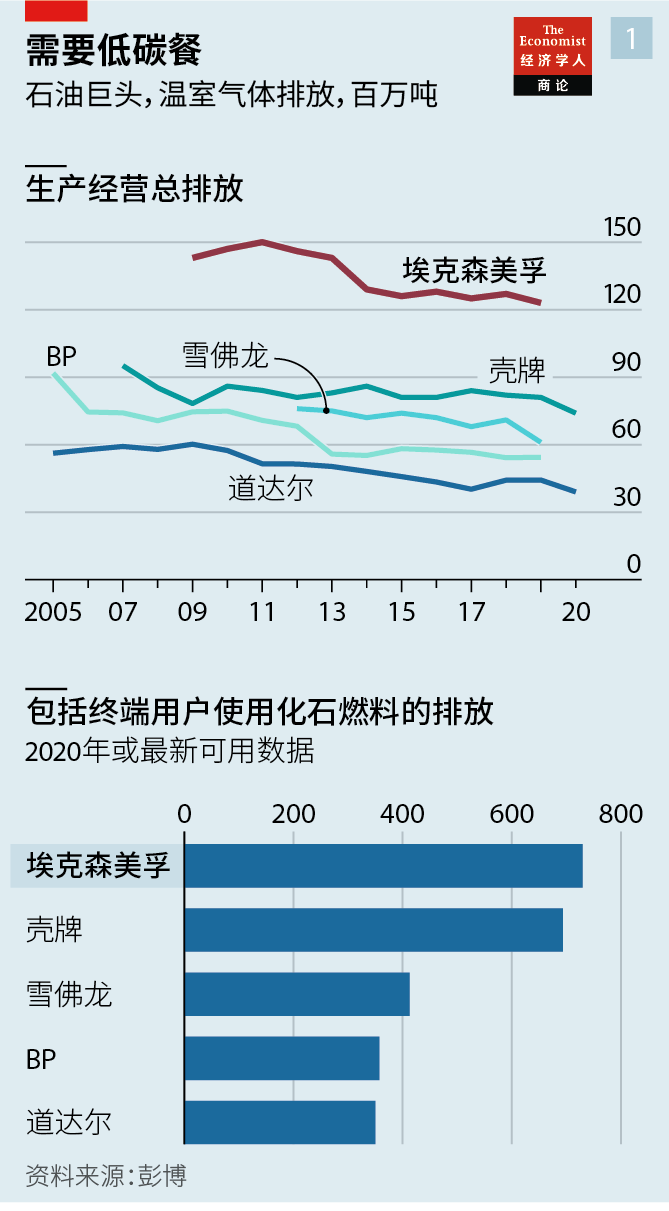 需要低碳餐
The
Economist
经济学人
商论
1
石油巨头，温室气体排放，百万吨
生产经营总排放
150
埃克森美孚
120
BP
雪佛龙
壳牌
90
60
道达尔
30
0
2005 07 09 11 13 15 17 20
包括终端用户使用化石燃料的排放
2020年或最新可用数据
0 200 400 600 800
埃克森美孚
壳牌
雪佛龙
BP
道达尔
资料来源：彭博